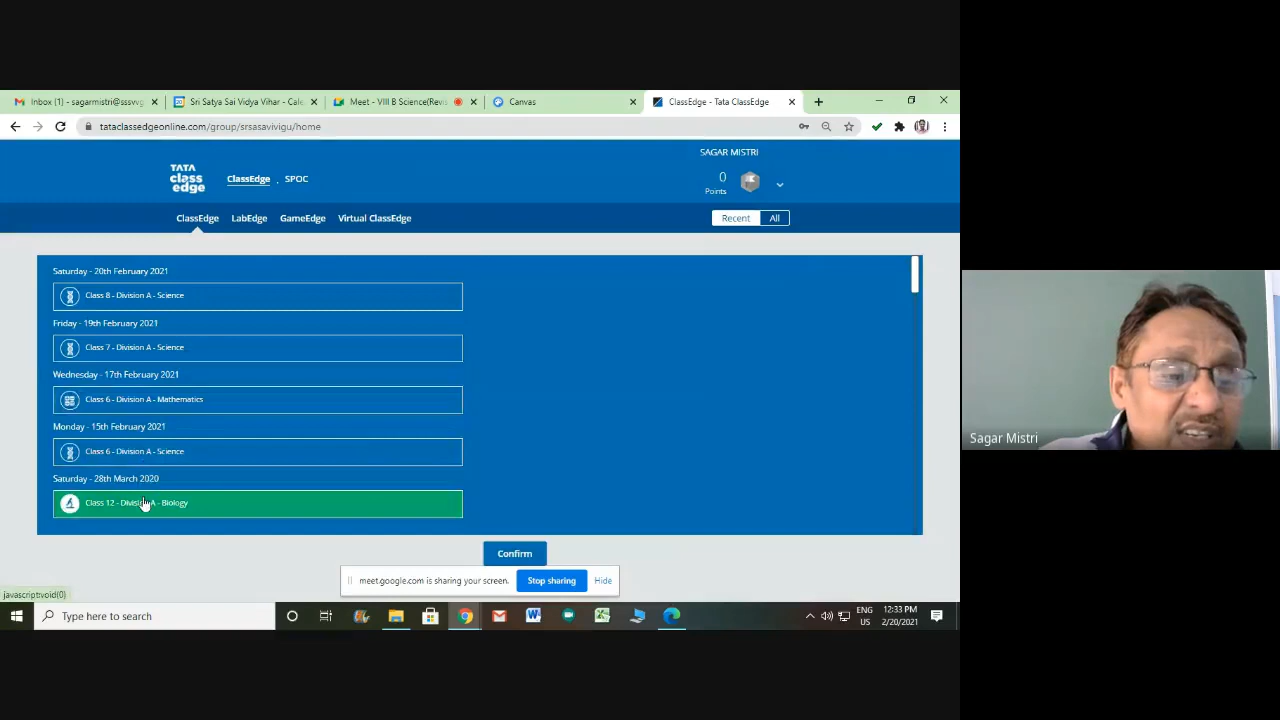 Inbox (1) - sagarmistri@sssvvg
Sri Satya Sai Vidya Vihar - Cale
Meet - VIII B Science(Revis
Canvas
ClassEdge - Tata ClassEdge
tataclassedgeonline.com/group/srsasavivigu/home
SAGAR MISTRI
TATA
class
edge
ClassEdge , SPOC
0
Points
ClassEdge LabEdge GameEdge Virtual ClassEdge
Recent All
Saturday - 20th February 2021
Class 8 - Division A - Science
Friday - 19th February 2021
Class 7 - Division A - Science
Wednesday - 17th February 2021
Class 6 - Division A - Mathematics
Monday - 15th February 2021
Class 6 - Division A - Science
Saturday - 28th March 2020
Class 12 - Division A - Biology
Confirm
meet.google.com is sharing your screen. Stop sharing Hide
javascript:void(0)
Type here to search
ENG
US
12:33 PM
2/20/2021
Sagar Mistri